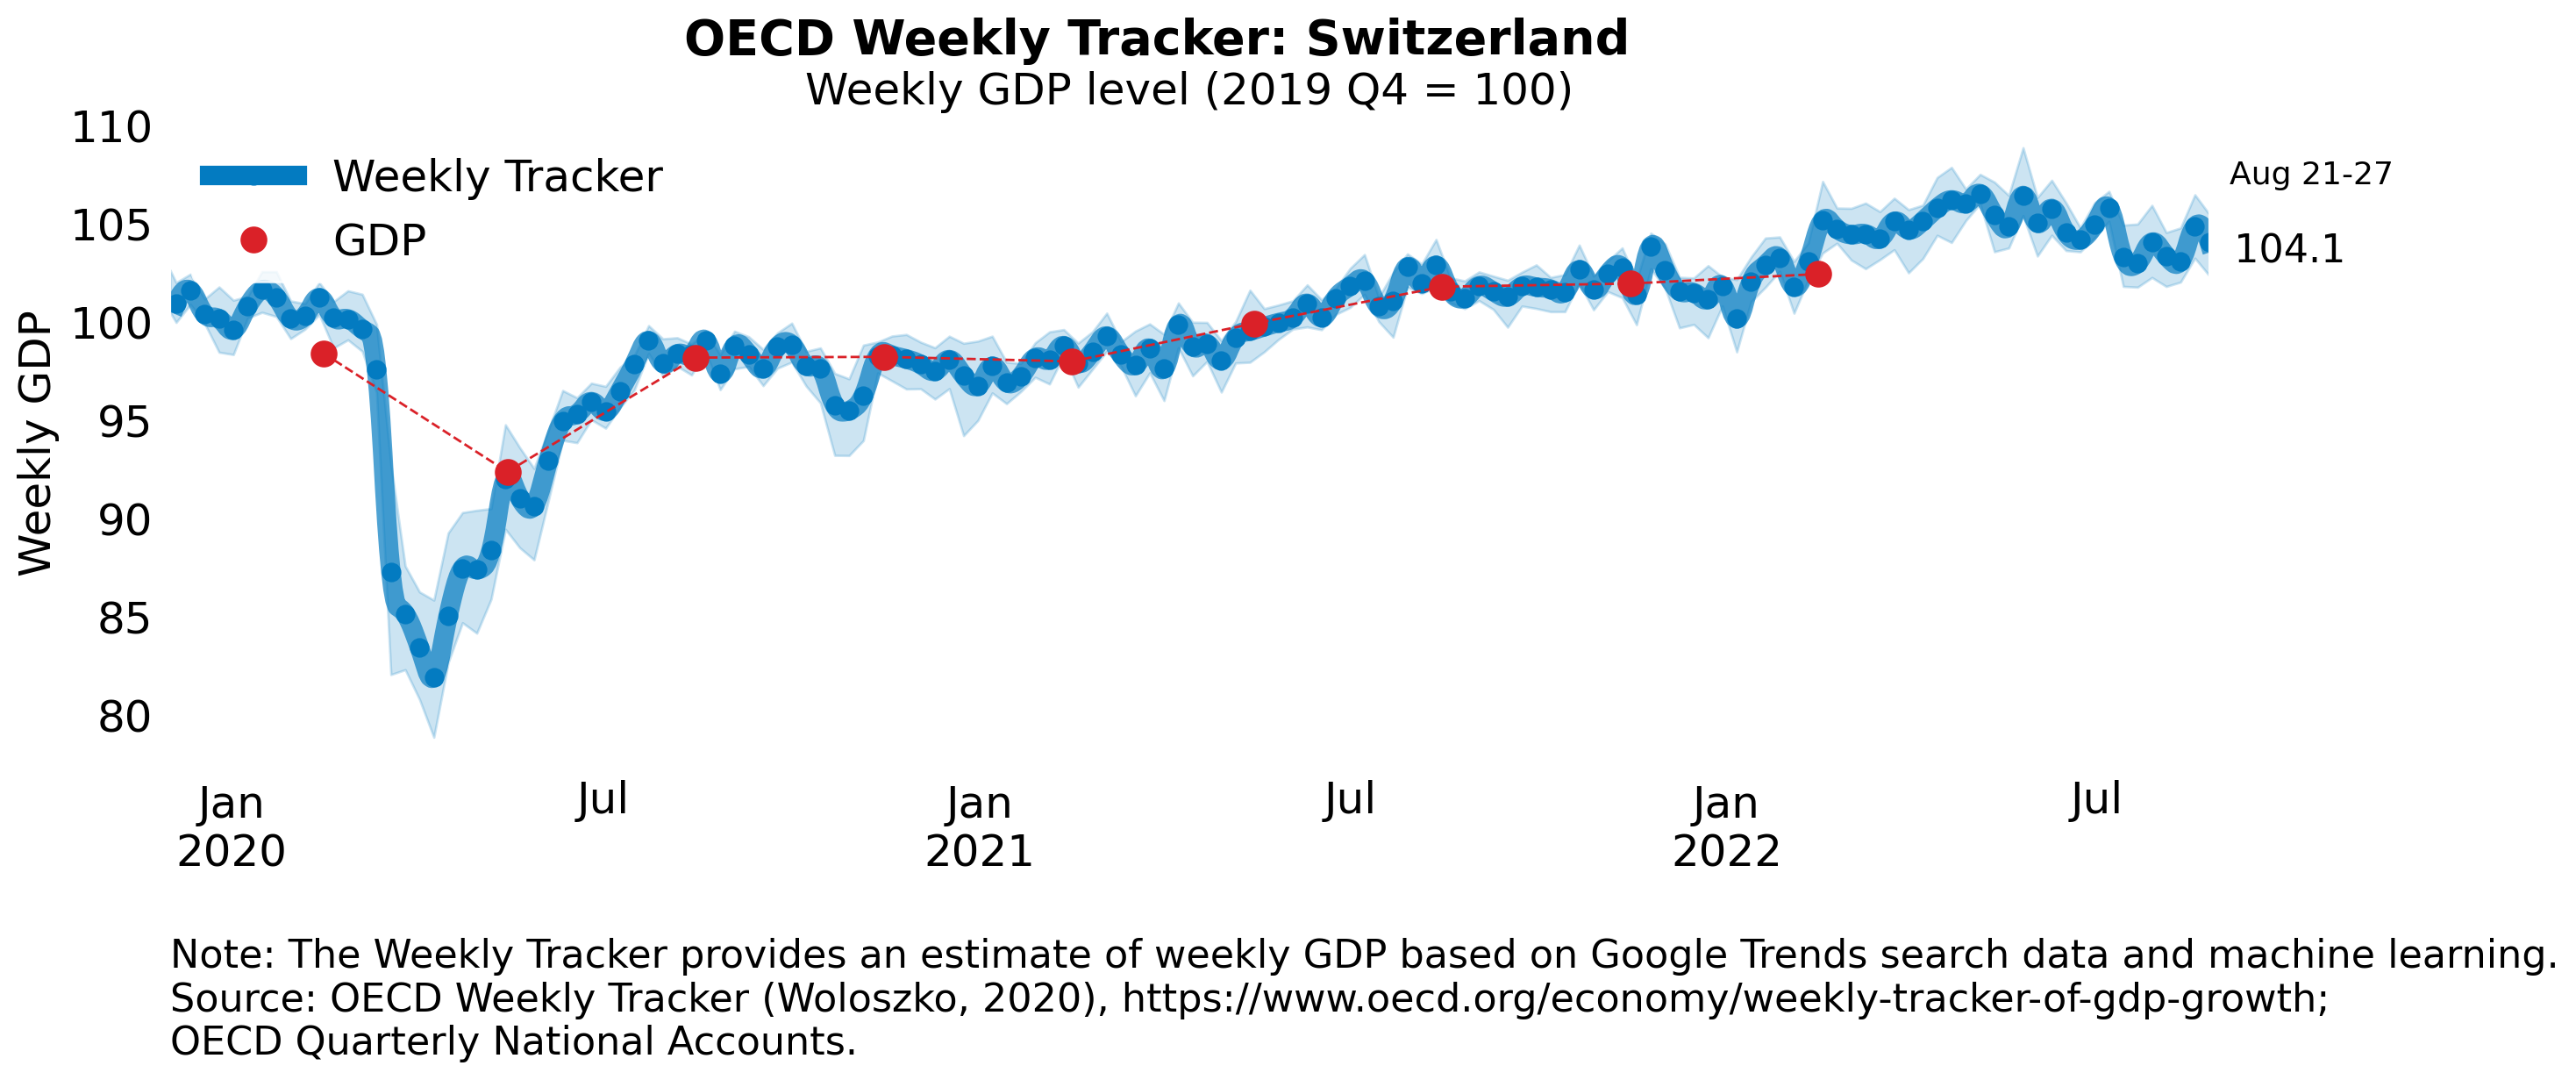 OECD Weekly Tracker: Switzerland
Weekly GDP level (2019 Q4 = 100)
110
105
100
95
90
85
80
Weekly GDP
Weekly Tracker
GDP
Aug 21-27
104.1
Jan
2020
Jul
Jan
2021
Jul
Jan
2022
Jul
Note: The Weekly Tracker provides an estimate of weekly GDP based on Google Trends search data and machine learning.
Source: OECD Weekly Tracker (Woloszko, 2020), https://www.oecd.org/economy/weekly-tracker-of-gdp-growth;
OECD Quarterly National Accounts.